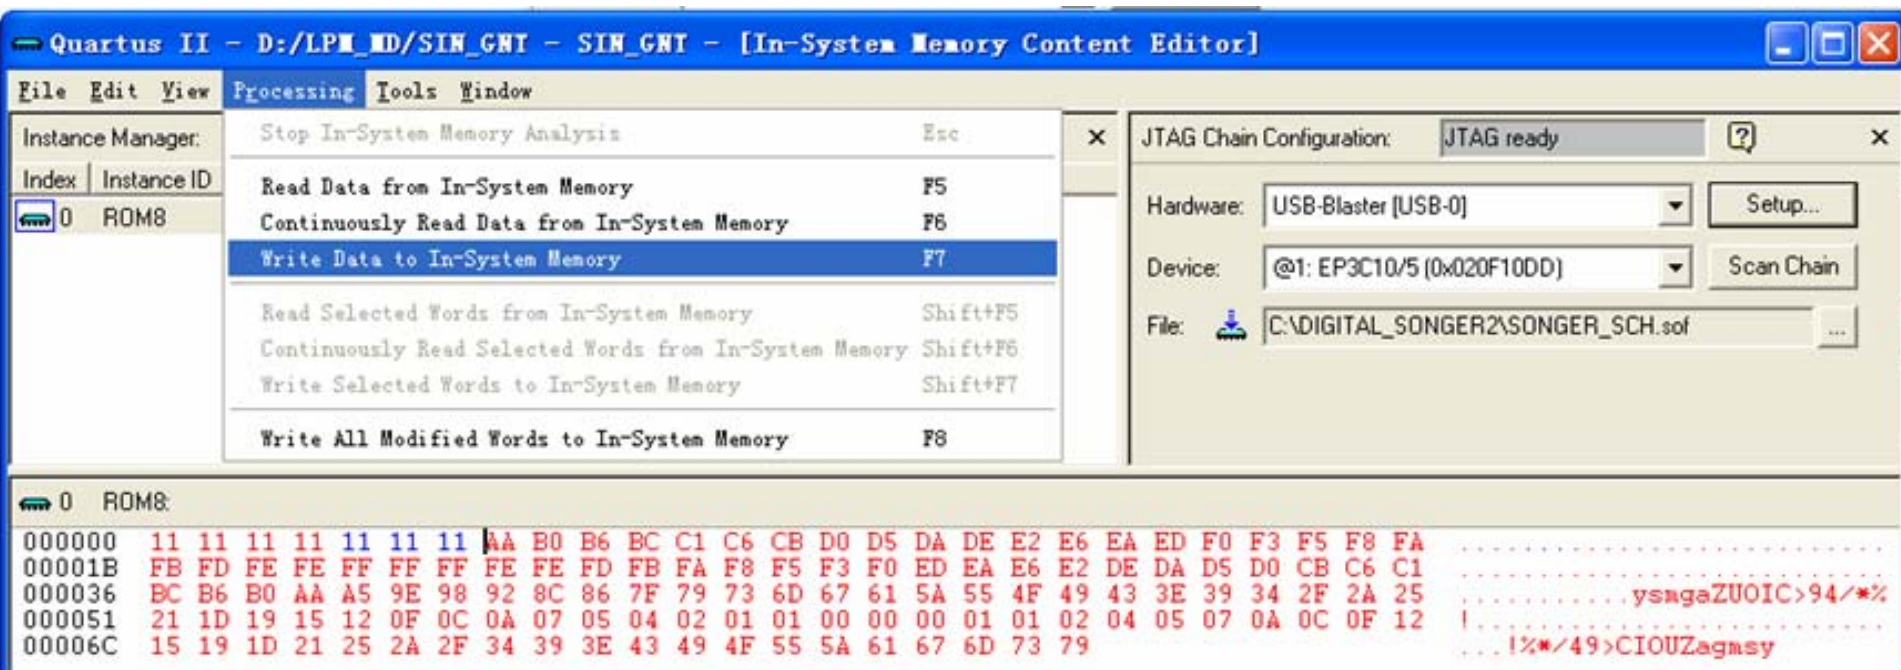 Quartus II - D:/LPM_MD/SIN_GNT - SIN_GNT - [In-System Memory Content Editor]
File Edit View Processing Tools Window
Instance Manager:
Index Instance ID
0 ROM8
Stop In-System Memory Analysis Esc
Read Data from In-System Memory F5
Continuously Read Data from In-System Memory F6
Write Data to In-System Memory F7
Read Selected Words from In-System Memory Shift+F5
Continuously Read Selected Words from In-System Memory Shift+F6
Write Selected Words to In-System Memory Shift+F7
Write All Modified Words to In-System Memory F8
JTAG Chain Configuration: JTAG ready
Hardware: USB-Blaster [USB-0] Setup...
Device: @1: EP3C10/5 (0x020F10DD) Scan Chain
File: C:\DIGITAL_SONGER2\SONGER_SCH.sof ...
0 ROM8:
000000 11 11 11 11 11 11 11 AA B0 B6 BC C1 C6 CB D0 D5 DA DE E2 E6 EA ED F0 F3 F5 F8 FA ...........................
00001B FB FD FE FE FF FF FF FE FE FD FB FA F8 F5 F3 F0 ED EA E6 E2 DE DA D5 D0 CB C6 C1 ...........................
000036 BC B6 B0 AA A5 9E 98 92 8C 86 7F 79 73 6D 67 61 5A 55 4F 49 43 3E 39 34 2F 2A 25 ...........ysmgaZUOIC>94/*%
000051 21 1D 19 15 12 0F 0C 0A 07 05 04 02 01 01 00 00 00 01 01 02 04 05 07 0A 0C 0F 12 !..........................
00006C 15 19 1D 21 25 2A 2F 34 39 3E 43 49 4F 55 5A 61 67 6D 73 79 ...!%*/49>CIOUZagmsy